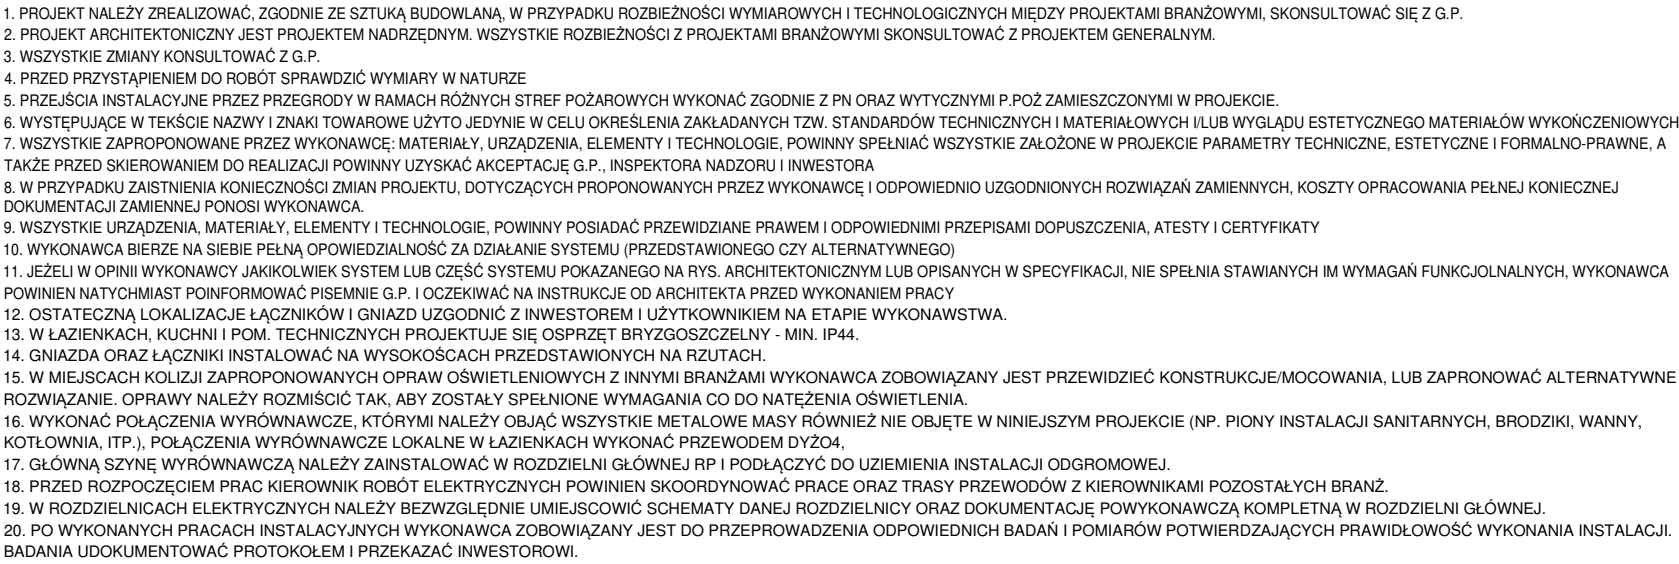 1. PROJEKT NALEŻY ZREALIZOWAĆ, ZGODNIE ZE SZTUKĄ BUDOWLANĄ, W PRZYPADKU ROZBIEŻNOŚCI WYMIAROWYCH I TECHNOLOGICZNYCH MIĘDZY PROJEKTAMI BRANŻOWYMI, SKONSULTOWAĆ SIĘ Z G.P.
2. PROJEKT ARCHITEKTONICZNY JEST PROJEKTEM NADRZĘDNYM. WSZYSTKIE ROZBIEŻNOŚCI Z PROJEKTAMI BRANŻOWYMI SKONSULTOWAĆ Z PROJEKTEM GENERALNYM.
3. WSZYSTKIE ZMIANY KONSULTOWAĆ Z G.P.
4. PRZED PRZYSTĄPIENIEM DO ROBÓT SPRAWDZIĆ WYMIARY W NATURZE
5. PRZEJŚCIA INSTALACYJNE PRZEZ PRZEGRODY W RAMACH RÓŻNYCH STREF POŻAROWYCH WYKONAĆ ZGODNIE Z PN ORAZ WYTYCZNYMI P.POŻ ZAMIESZCZONYMI W PROJEKCIE.
6. WYSTĘPUJĄCE W TEKŚCIE NAZWY I ZNAKI TOWAROWE UŻYTO JEDYNIE W CELU OKREŚLENIA ZAKŁADANYCH TZW. STANDARDÓW TECHNICZNYCH I MATERIAŁOWYCH I/LUB WYGLĄDU ESTETYCZNEGO MATERIAŁÓW WYKOŃCZENIOWYCH
7. WSZYSTKIE ZAPROPONOWANE PRZEZ WYKONAWCĘ: MATERIAŁY, URZĄDZENIA, ELEMENTY I TECHNOLOGIE, POWINNY SPEŁNIAĆ WSZYSTKIE ZAŁOŻONE W PROJEKCIE PARAMETRY TECHNICZNE, ESTETYCZNE I FORMALNO-PRAWNE, A
TAKŻE PRZED SKIEROWANIEM DO REALIZACJI POWINNY UZYSKAĆ AKCEPTACJĘ G.P., INSPEKTORA NADZORU I INWESTORA
8. W PRZYPADKU ZAISTNIENIA KONIECZNOŚCI ZMIAN PROJEKTU, DOTYCZĄCYCH PROPONOWANYCH PRZEZ WYKONAWCĘ I ODPOWIEDNIO UZGODNIONYCH ROZWIĄZAŃ ZAMIENNYCH, KOSZTY OPRACOWANIA PEŁNEJ KONIECZNEJ
DOKUMENTACJI ZAMIENNEJ PONOSI WYKONAWCA.
9. WSZYSTKIE URZĄDZENIA, MATERIAŁY, ELEMENTY I TECHNOLOGIE, POWINNY POSIADAĆ PRZEWIDZIANE PRAWEM I ODPOWIEDNIMI PRZEPISAMI DOPUSZCZENIA, ATESTY I CERTYFIKATY
10. WYKONAWCA BIERZE NA SIEBIE PEŁNĄ OPOWIEDZIALNOŚĆ ZA DZIAŁANIE SYSTEMU (PRZEDSTAWIONEGO CZY ALTERNATYWNEGO)
11. JEŻELI W OPINII WYKONAWCY JAKIKOLWIEK SYSTEM LUB CZĘŚĆ SYSTEMU POKAZANEGO NA RYS. ARCHITEKTONICZNYM LUB OPISANYCH W SPECYFIKACJI, NIE SPEŁNIA STAWIANYCH IM WYMAGAŃ FUNKCJOLNALNYCH, WYKONAWCA
POWINIEN NATYCHMIAST POINFORMOWAĆ PISEMNIE G.P. I OCZEKIWAĆ NA INSTRUKCJE OD ARCHITEKTA PRZED WYKONANIEM PRACY
12. OSTATECZNĄ LOKALIZACJE ŁĄCZNIKÓW I GNIAZD UZGODNIĆ Z INWESTOREM I UŻYTKOWNIKIEM NA ETAPIE WYKONAWSTWA.
13. W ŁAZIENKACH, KUCHNI I POM. TECHNICZNYCH PROJEKTUJE SIĘ OSPRZĘT BRYZGOSZCZELNY - MIN. IP44.
14. GNIAZDA ORAZ ŁĄCZNIKI INSTALOWAĆ NA WYSOKOŚCACH PRZEDSTAWIONYCH NA RZUTACH.
15. W MIEJSCACH KOLIZJI ZAPROPONOWANYCH OPRAW OŚWIETLENIOWYCH Z INNYMI BRANŻAMI WYKONAWCA ZOBOWIĄZANY JEST PRZEWIDZIEĆ KONSTRUKCJE/MOCOWANIA, LUB ZAPRONOWAĆ ALTERNATYWNE
ROZWIĄZANIE. OPRAWY NALEŻY ROZMIŚCIĆ TAK, ABY ZOSTAŁY SPEŁNIONE WYMAGANIA CO DO NATĘŻENIA OŚWIETLENIA.
16. WYKONAĆ POŁĄCZENIA WYRÓWNAWCZE, KTÓRYMI NALEŻY OBJĄĆ WSZYSTKIE METALOWE MASY RÓWNIEŻ NIE OBJĘTE W NINIEJSZYM PROJEKCIE (NP. PIONY INSTALACJI SANITARNYCH, BRODZIKI, WANNY,
KOTŁOWNIA, ITP.), POŁĄCZENIA WYRÓWNAWCZE LOKALNE W ŁAZIENKACH WYKONAĆ PRZEWODEM DYŻO4,
17. GŁÓWNĄ SZYNĘ WYRÓWNAWCZĄ NALEŻY ZAINSTALOWAĆ W ROZDZIELNI GŁÓWNEJ RP I PODŁĄCZYĆ DO UZIEMIENIA INSTALACJI ODGROMOWEJ.
18. PRZED ROZPOCZĘCIEM PRAC KIEROWNIK ROBÓT ELEKTRYCZNYCH POWINIEN SKOORDYNOWAĆ PRACE ORAZ TRASY PRZEWODÓW Z KIEROWNIKAMI POZOSTAŁYCH BRANŻ.
19. W ROZDZIELNICACH ELEKTRYCZNYCH NALEŻY BEZWZGLĘDNIE UMIEJSCOWIĆ SCHEMATY DANEJ ROZDZIELNICY ORAZ DOKUMENTACJĘ POWYKONAWCZĄ KOMPLETNĄ W ROZDZIELNI GŁÓWNEJ.
20. PO WYKONANYCH PRACACH INSTALACYJNYCH WYKONAWCA ZOBOWIĄZANY JEST DO PRZEPROWADZENIA ODPOWIEDNICH BADAŃ I POMIARÓW POTWIERDZAJĄCYCH PRAWIDŁOWOŚĆ WYKONANIA INSTALACJI.
BADANIA UDOKUMENTOWAĆ PROTOKOŁEM I PRZEKAZAĆ INWESTOROWI.